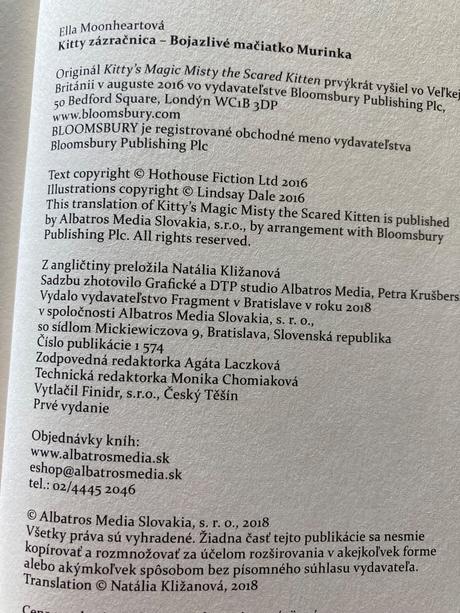 Ella Moonheartová
Kitty zázračnica – Bojazlivé mačiatko Murinka
Originál Kitty's Magic Misty the Scared Kitten prvýkrát vyšiel vo Veľkej
Británii v auguste 2016 vo vydavateľstve Bloomsbury Publishing Plc,
50 Bedford Square, Londýn WC1B 3DP
www.bloomsbury.com
BLOOMSBURY je registrované obchodné meno vydavateľstva
Bloomsbury Publishing Plc
Text copyright © Hothouse Fiction Ltd 2016
Illustrations copyright © Lindsay Dale 2016
This translation of Kitty's Magic Misty the Scared Kitten is published
by Albatros Media Slovakia, s.r.o., by arrangement with Bloomsbury
Publishing Plc. All rights reserved.
Z angličtiny preložila Natália Kližanová
Sadzbu zhotovilo Grafické a DTP studio Albatros Media, Petra Krušbers
Vydalo vydavateľstvo Fragment v Bratislave v roku 2018
v spoločnosti Albatros Media Slovakia, s. r. o.,
so sídlom Mickiewiczova 9, Bratislava, Slovenská republika
Číslo publikácie 1 574
Zodpovedná redaktorka Agáta Laczková
Technická redaktorka Monika Chomiaková
Vytlačil Finidr, s.r.o., Český Těšín
Prvé vydanie
Objednávky kníh:
www.albatrosmedia.sk
eshop@albatrosmedia.sk
tel.: 02/4445 2046
© Albatros Media Slovakia, s. r. o., 2018
Všetky práva sú vyhradené. Žiadna časť tejto publikácie sa nesmie
kopírovať a rozmnožovať za účelom rozširovania v akejkoľvek forme
alebo akýmkoľvek spôsobom bez písomného súhlasu vydavateľa.
Translation © Natália Kližanová, 2018